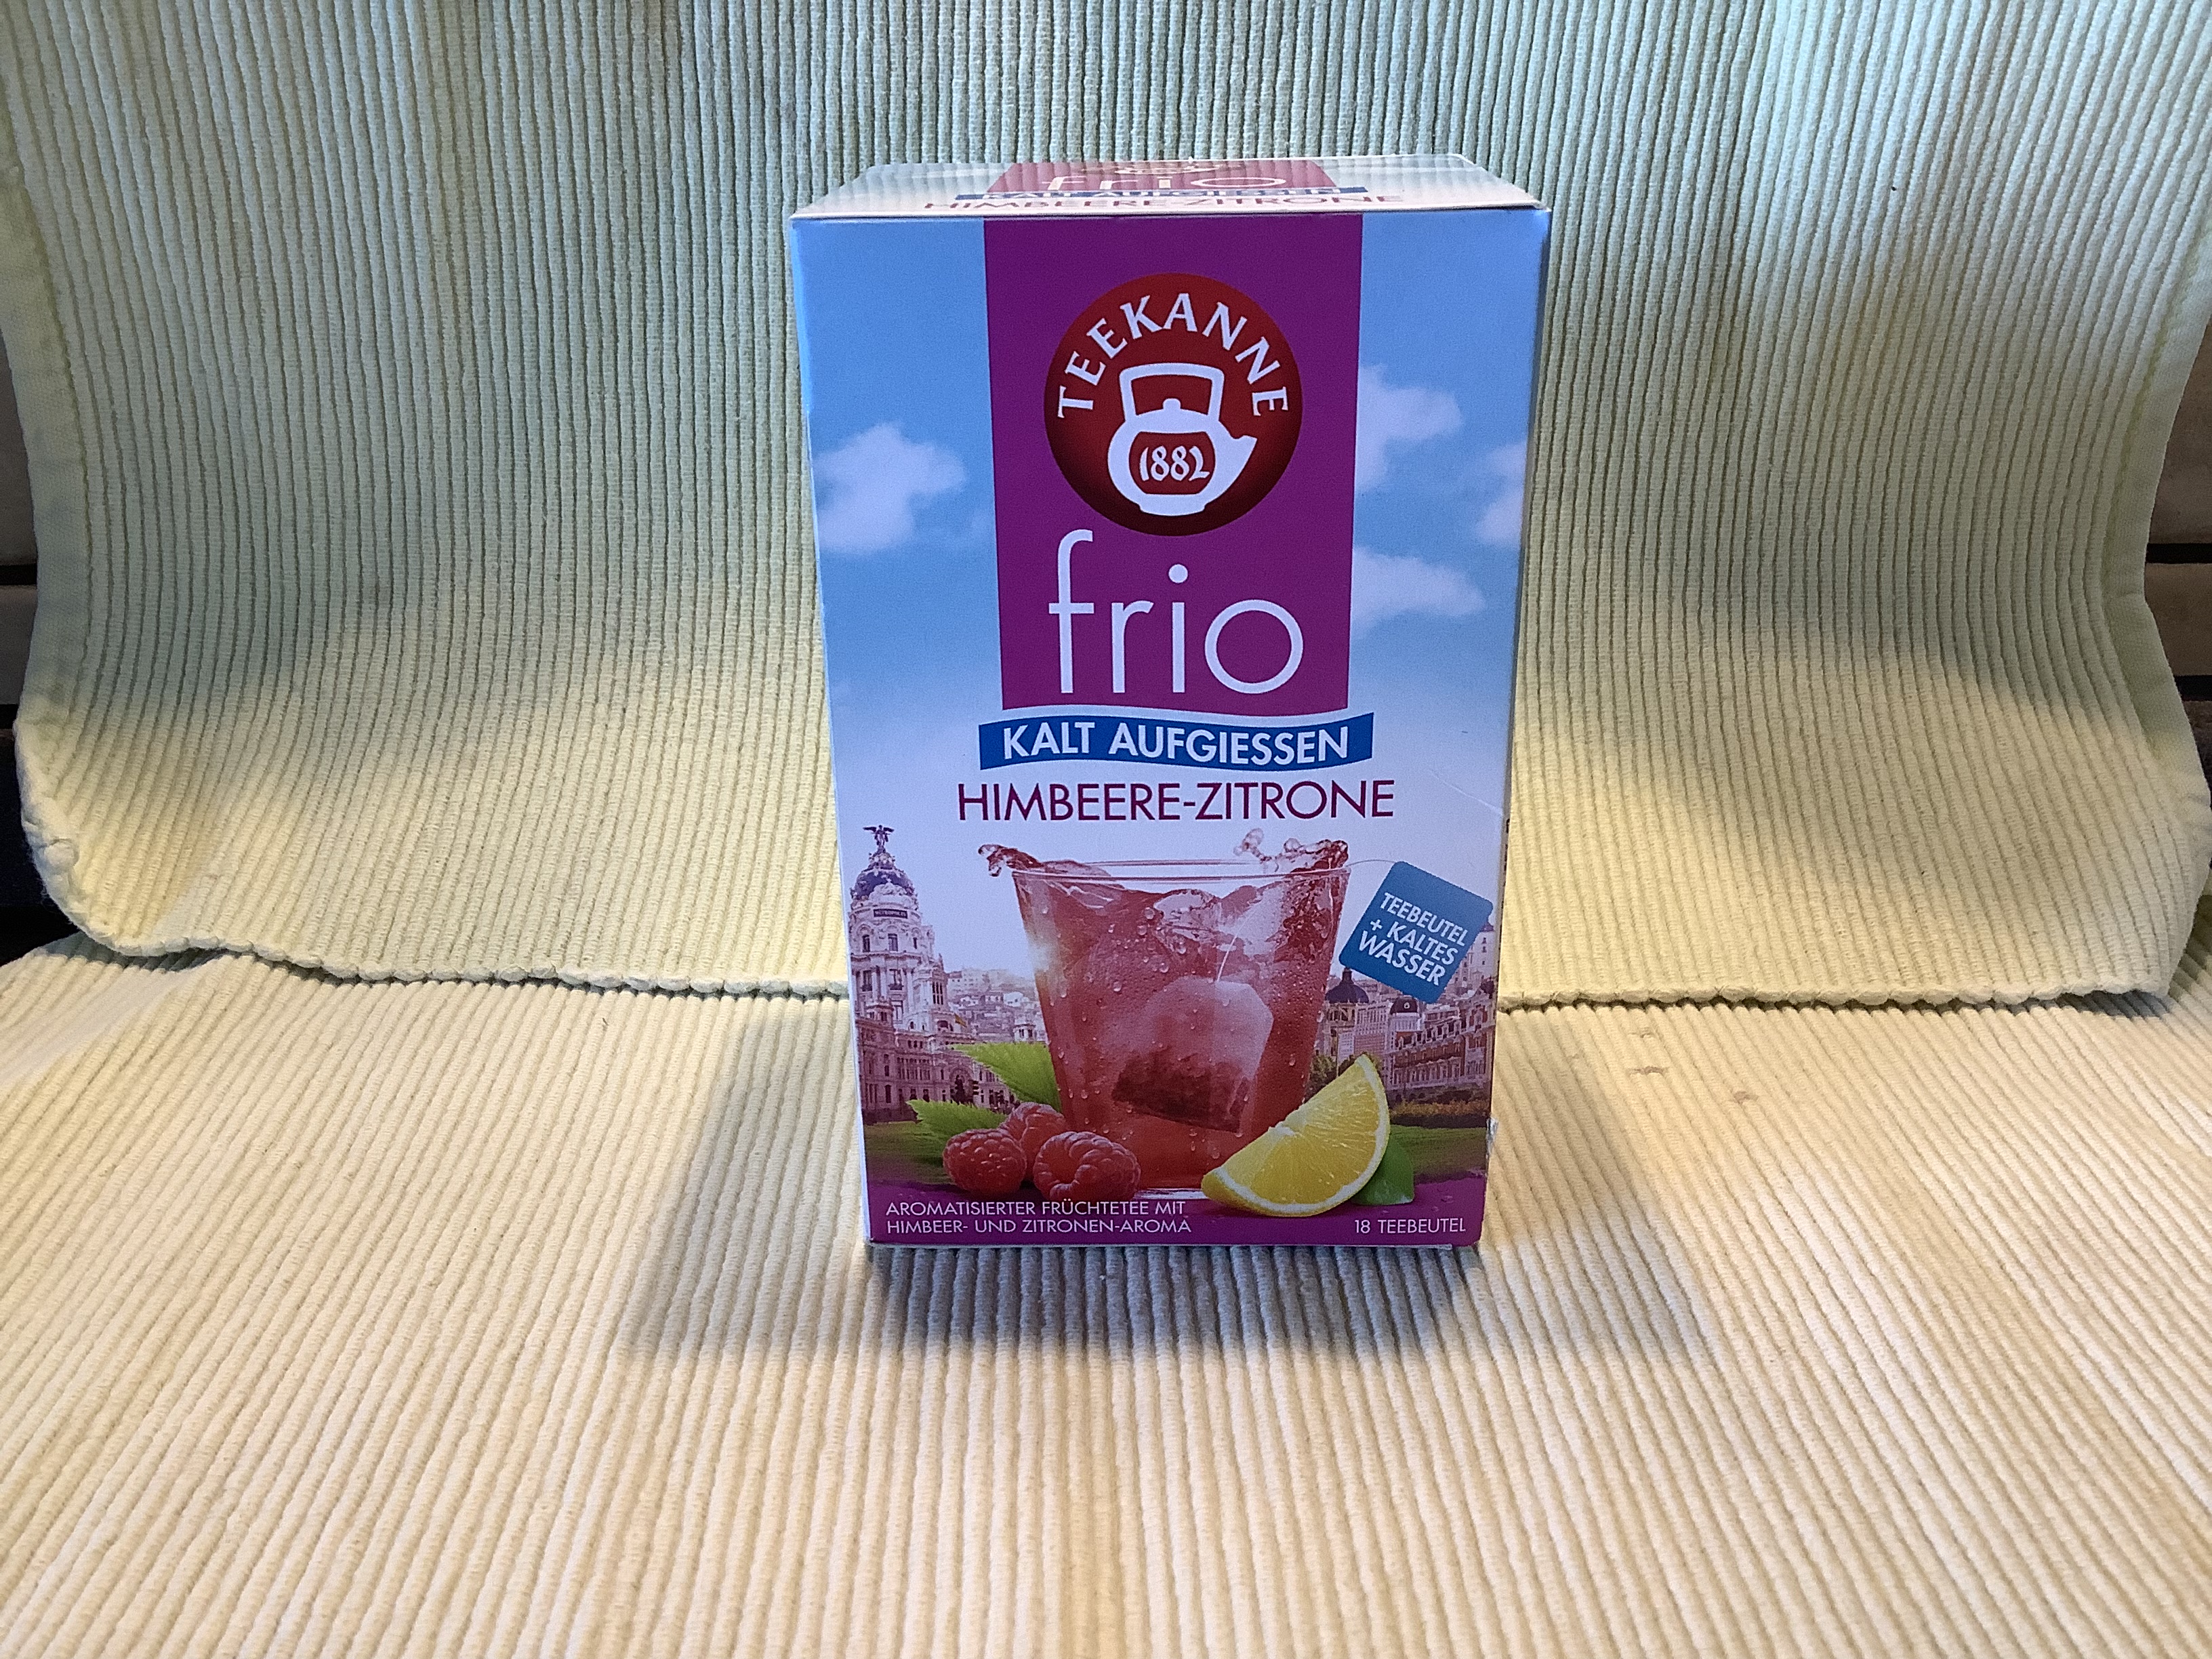 frio
HIMBEERE-ZITRONE
TEEKANNE
1882
frio
KALT AUFGIESSEN
HIMBEERE-ZITRONE
TEEBEUTEL
+ KALTES
WASSER
AROMATISIERTER FRÜCHTETEE MIT
HIMBEER- UND ZITRONEN-AROMA
18 TEEBEUTEL